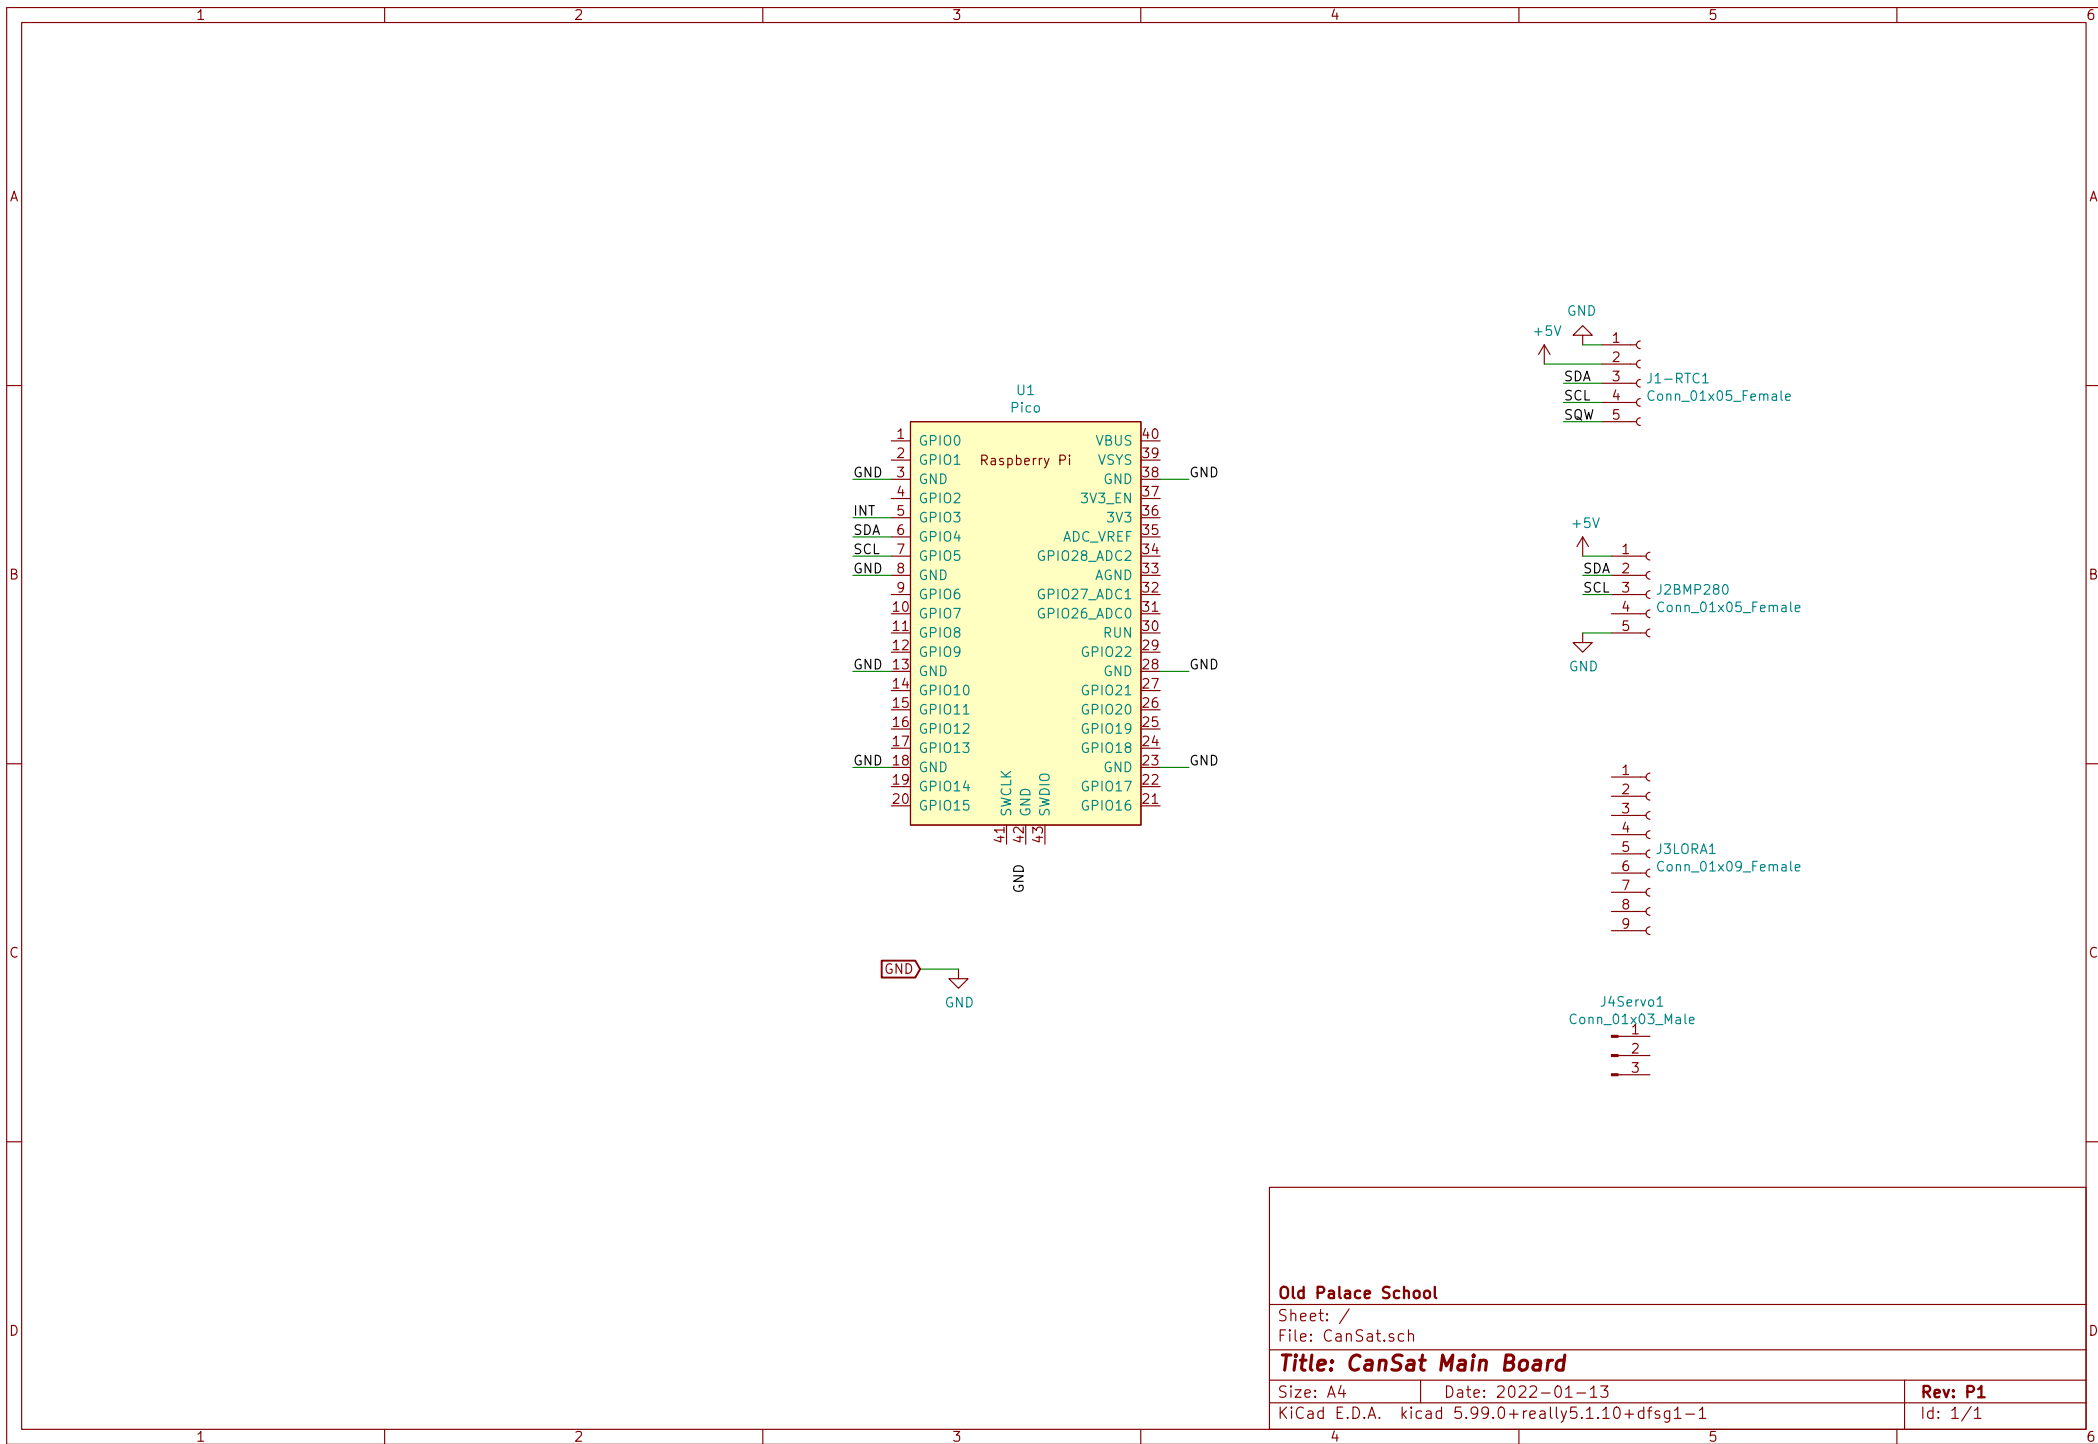 1 2 3 4 5 6
A A
GND
+5V
1
2
SDA 3
SCL 4
SQW 5
J1-RTC1
Conn_01x05_Female
U1
Pico
Raspberry Pi
1 GPIO0 VBUS 40
2 GPIO1 VSYS 39
GND 3 GND GND 38 GND
4 GPIO2 3V3_EN 37
INT 5 GPIO3 3V3 36
SDA 6 GPIO4 ADC_VREF 35
SCL 7 GPIO5 GPIO28_ADC2 34
GND 8 GND AGND 33
9 GPIO6 GPIO27_ADC1 32
10 GPIO7 GPIO26_ADC0 31
11 GPIO8 RUN 30
12 GPIO9 GPIO22 29
GND 13 GND GND 28 GND
14 GPIO10 GPIO21 27
15 GPIO11 GPIO20 26
16 GPIO12 GPIO19 25
17 GPIO13 GPIO18 24
GND 18 GND GND 23 GND
19 GPIO14 GPIO17 22
20 GPIO15 GPIO16 21
SWCLK GND SWDIO
41 42 43
GND
B B
+5V
1
SDA 2
SCL 3
4
5
GND
J2BMP280
Conn_01x05_Female
1
2
3
4
5
6
7
8
9
J3LORA1
Conn_01x09_Female
C C
GND
GND
J4Servo1
Conn_01x03_Male
1
2
3
D D
Old Palace School
Sheet: /
File: CanSat.sch
Title: CanSat Main Board
Size: A4 Date: 2022-01-13 Rev: P1
KiCad E.D.A. kicad 5.99.0+really5.1.10+dfsg1-1 Id: 1/1
1 2 3 4 5 6